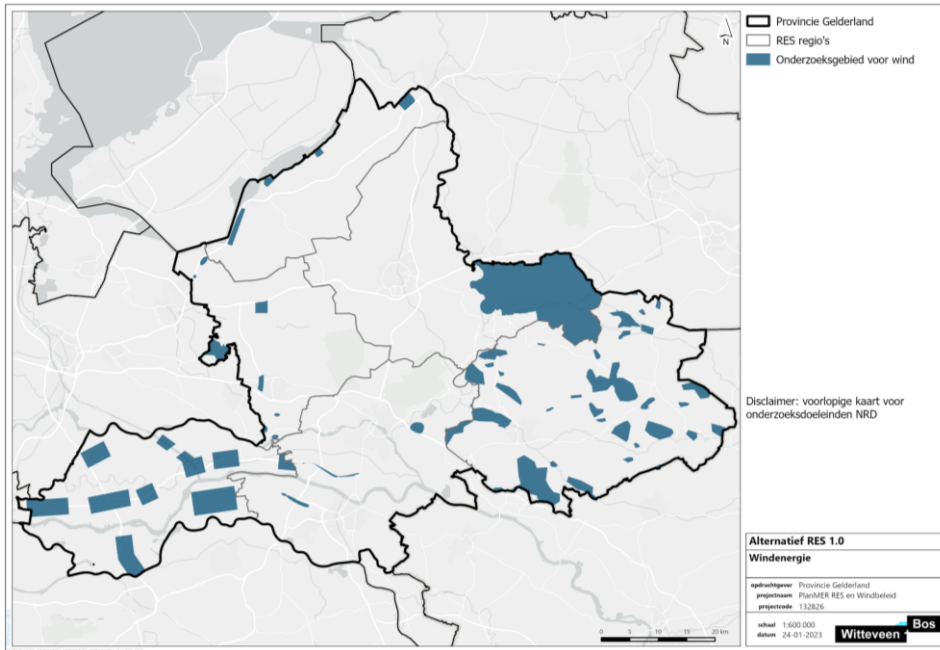 Provincie Gelderland
RES regio's
Onderzoeksgebied voor wind
N
Disclaimer: voorlopige kaart voor
onderzoeksdoeleinden NRD
Alternatief RES 1.0
Windenergie
opdrachtgever Provincie Gelderland
projectnaam PlanMER RES en Windbeleid
projectcode 132826
schaal 1:600.000
datum 24-01-2023
Witteveen Bos
0 5 10 15 20 km